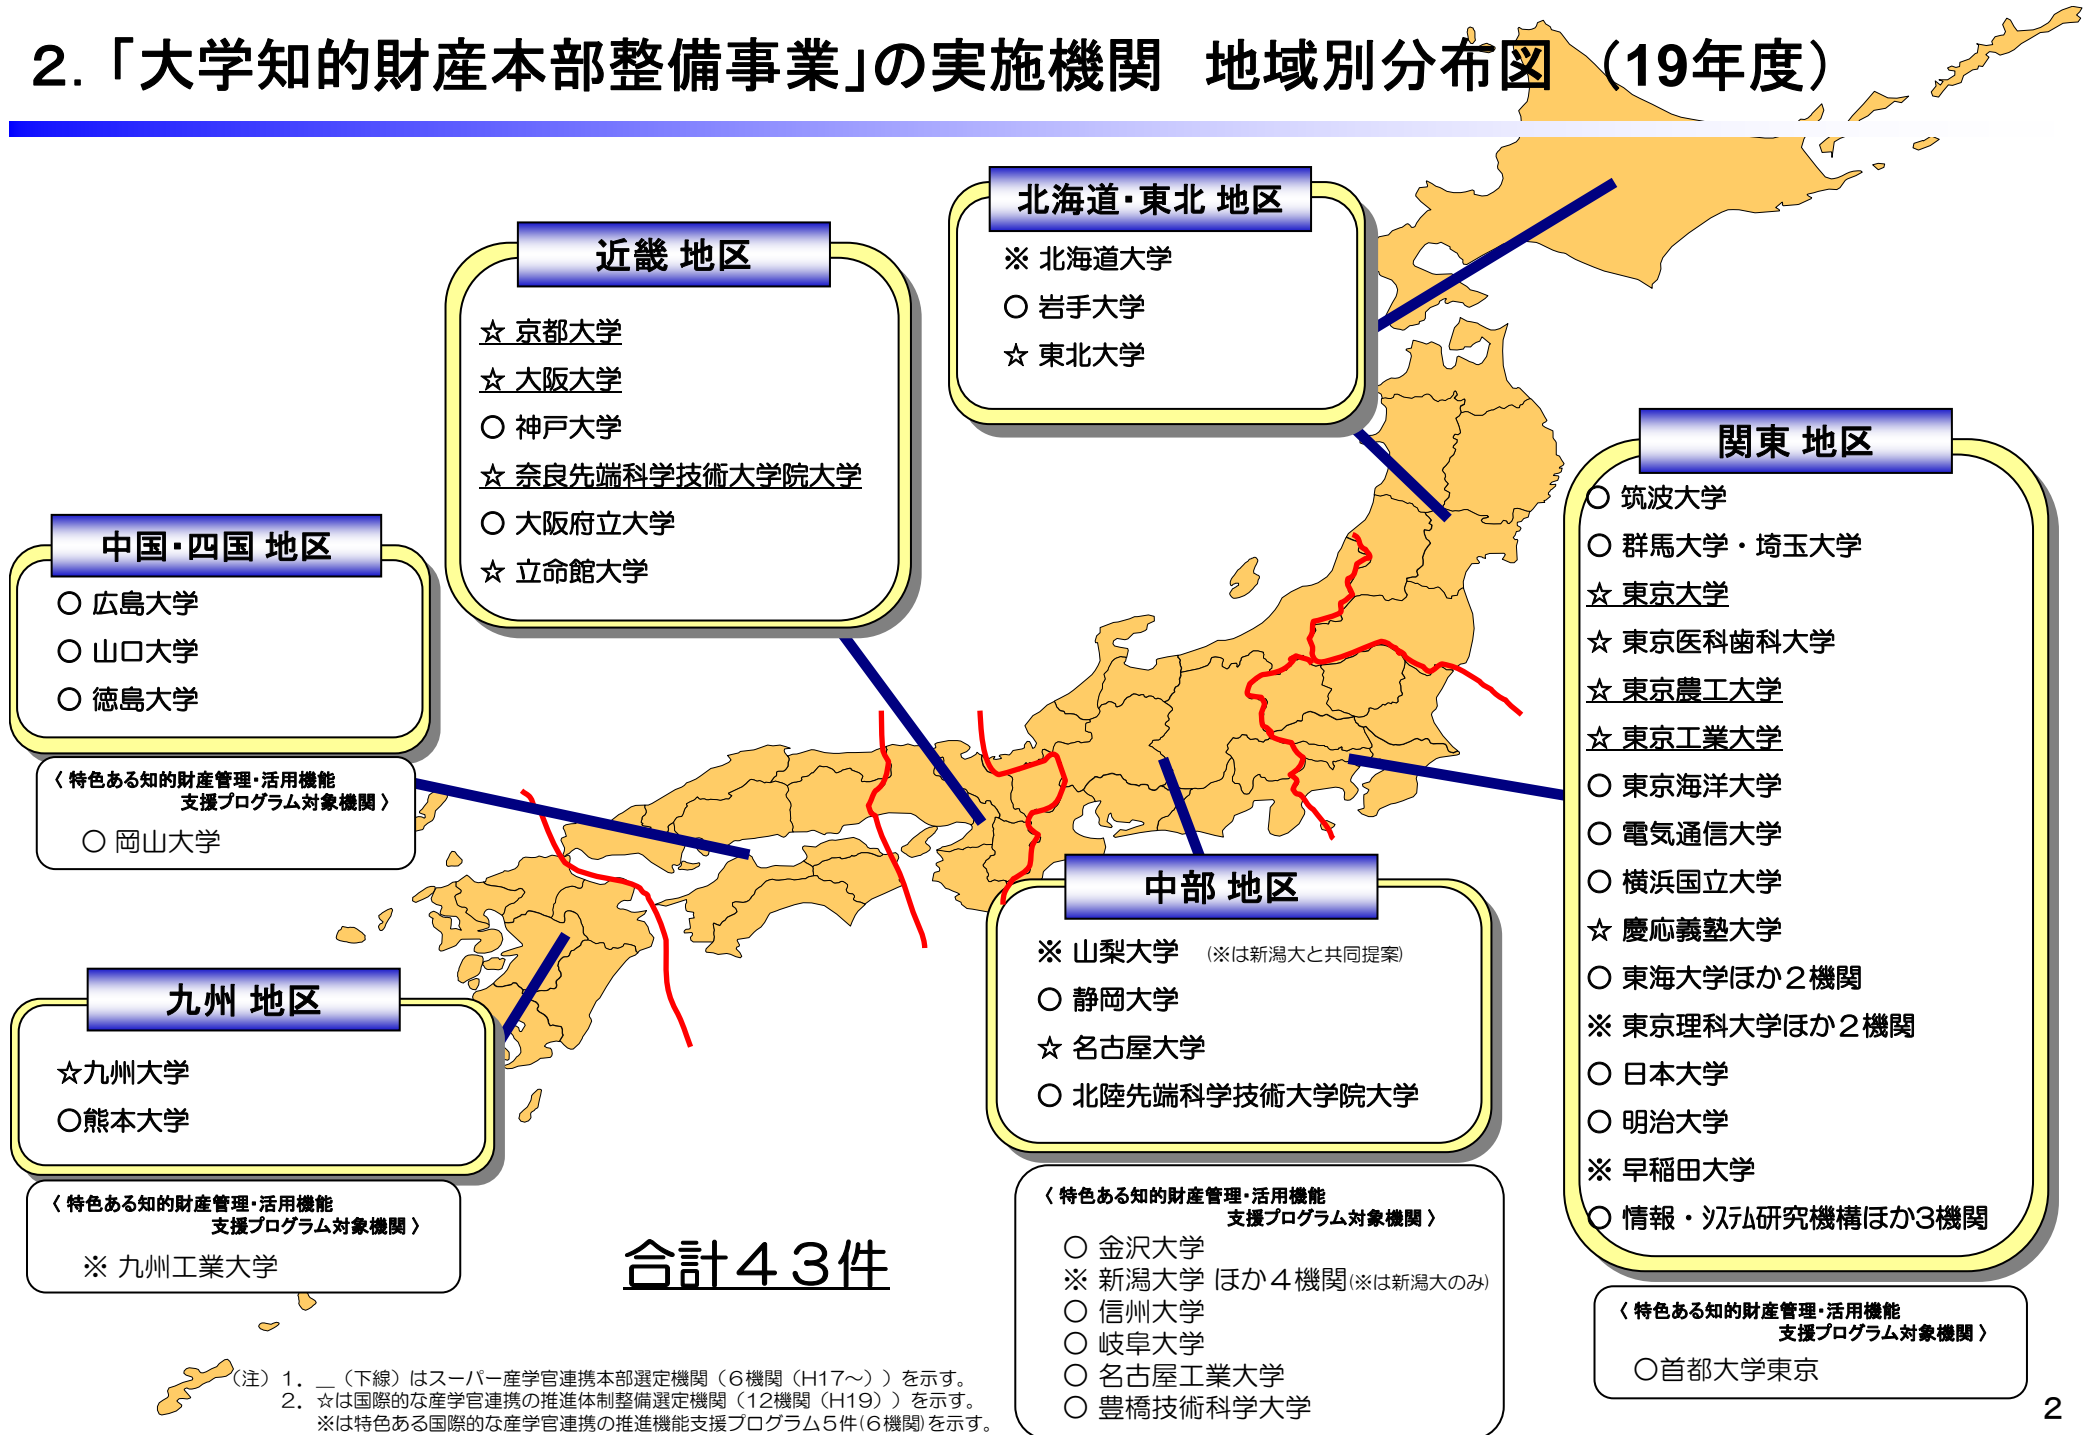 2.「大学知的財産本部整備事業」の実施機関 地域別分布図 (19年度)
北海道・東北 地区
※ 北海道大学
○ 岩手大学
☆ 東北大学
近畿 地区
☆ 京都大学
☆ 大阪大学
○ 神戸大学
☆ 奈良先端科学技術大学院大学
○ 大阪府立大学
☆ 立命館大学
関東 地区
○ 筑波大学
○ 群馬大学・埼玉大学
☆ 東京大学
☆ 東京医科歯科大学
☆ 東京農工大学
☆ 東京工業大学
○ 東京海洋大学
○ 電気通信大学
○ 横浜国立大学
☆ 慶応義塾大学
○ 東海大学ほか2機関
※ 東京理科大学ほか2機関
○ 日本大学
○ 明治大学
※ 早稲田大学
○ 情報・システム研究機構ほか3機関
〈 特色ある知的財産管理・活用機能
支援プログラム対象機関 〉
○首都大学東京
中国・四国 地区
○ 広島大学
○ 山口大学
○ 徳島大学
〈 特色ある知的財産管理・活用機能
支援プログラム対象機関 〉
○ 岡山大学
中部 地区
※ 山梨大学 (※は新潟大と共同提案)
○ 静岡大学
☆ 名古屋大学
○ 北陸先端科学技術大学院大学
〈 特色ある知的財産管理・活用機能
支援プログラム対象機関 〉
○ 金沢大学
※ 新潟大学 ほか4機関(※は新潟大のみ)
○ 信州大学
○ 岐阜大学
○ 名古屋工業大学
○ 豊橋技術科学大学
九州 地区
☆九州大学
○熊本大学
〈 特色ある知的財産管理・活用機能
支援プログラム対象機関 〉
※ 九州工業大学
合計43件
(注) 1. __(下線)はスーパー産学官連携本部選定機関(6機関(H17~))を示す。
2. ☆は国際的な産学官連携の推進体制整備選定機関(12機関(H19))を示す。
※は特色ある国際的な産学官連携の推進機能支援プログラム5件(6機関)を示す。
2